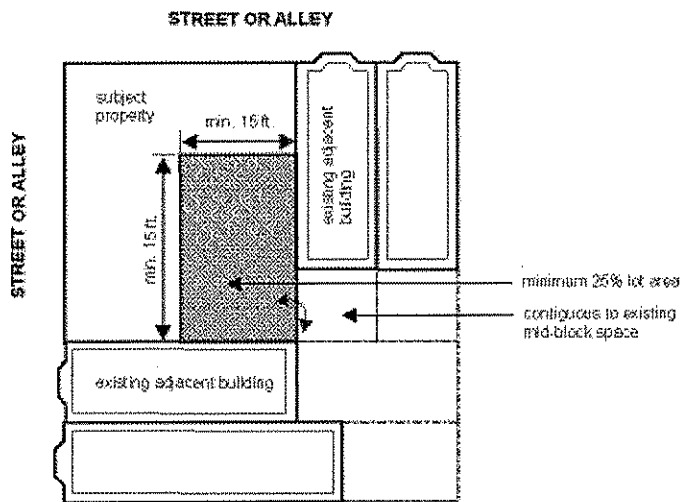 STREET OR ALLEY
STREET OR ALLEY
subject
property
min. 15 ft.
min. 15 ft.
existing adjacent
building
minimum 25% lot area
contiguous to existing
mid-block space
existing adjacent building